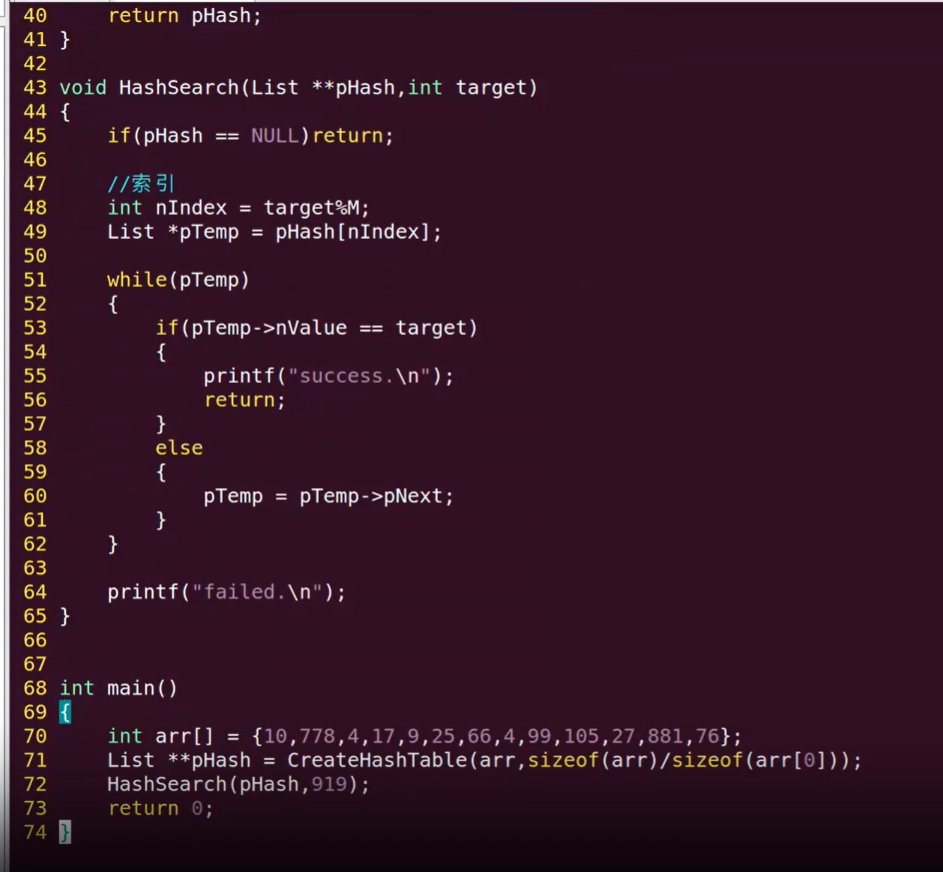 40     return pHash;
41 }
42
43 void HashSearch(List **pHash,int target)
44 {
45     if(pHash == NULL)return;
46
47     //索引
48     int nIndex = target%M;
49     List *pTemp = pHash[nIndex];
50
51     while(pTemp)
52     {
53         if(pTemp->nValue == target)
54         {
55             printf("success.\n");
56             return;
57         }
58         else
59         {
60             pTemp = pTemp->pNext;
61         }
62     }
63
64     printf("failed.\n");
65 }
66
67
68 int main()
69 {
70     int arr[] = {10,778,4,17,9,25,66,4,99,105,27,881,76};
71     List **pHash = CreateHashTable(arr,sizeof(arr)/sizeof(arr[0]));
72     HashSearch(pHash,919);
73     return 0;
74 }